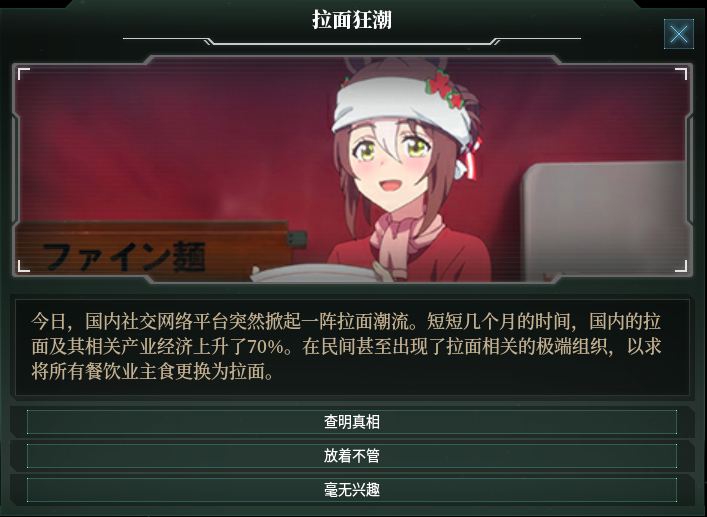 拉面狂潮
ファイン麺
今日，国内社交网络平台突然掀起一阵拉面潮流。短短几个月的时间，国内的拉
面及其相关产业经济上升了70%。在民间甚至出现了拉面相关的极端组织，以求
将所有餐饮业主食更换为拉面。
查明真相
放着不管
毫无兴趣